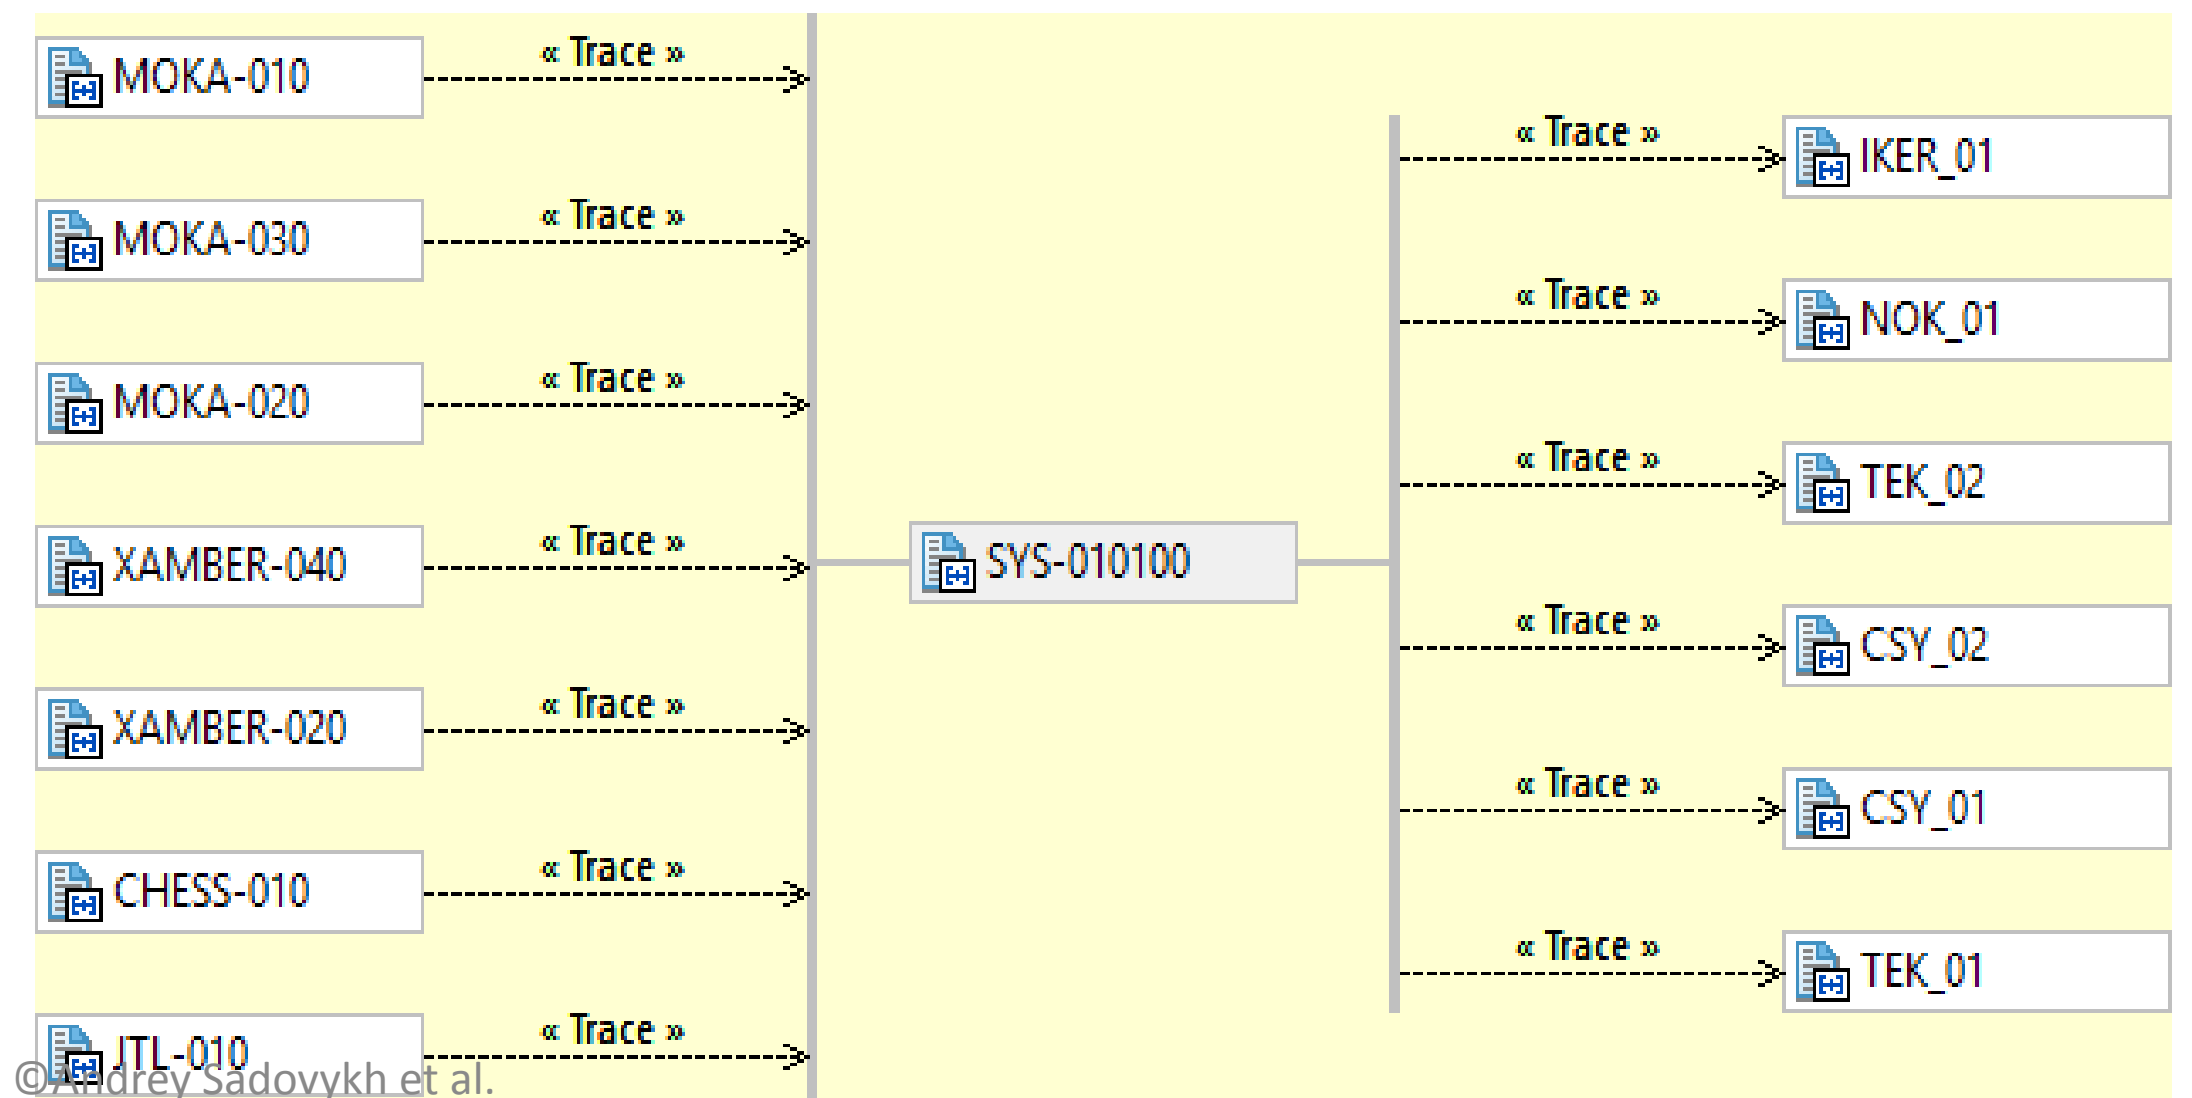 « Trace »
MOKA-010
« Trace »
MOKA-030
« Trace »
MOKA-020
« Trace »
XAMBER-040
« Trace »
XAMBER-020
« Trace »
CHESS-010
« Trace »
JTL-010
SYS-010100
« Trace »
IKER_01
« Trace »
NOK_01
« Trace »
TEK_02
« Trace »
CSY_02
« Trace »
CSY_01
« Trace »
TEK_01
©Andrey Sadovykh et al.